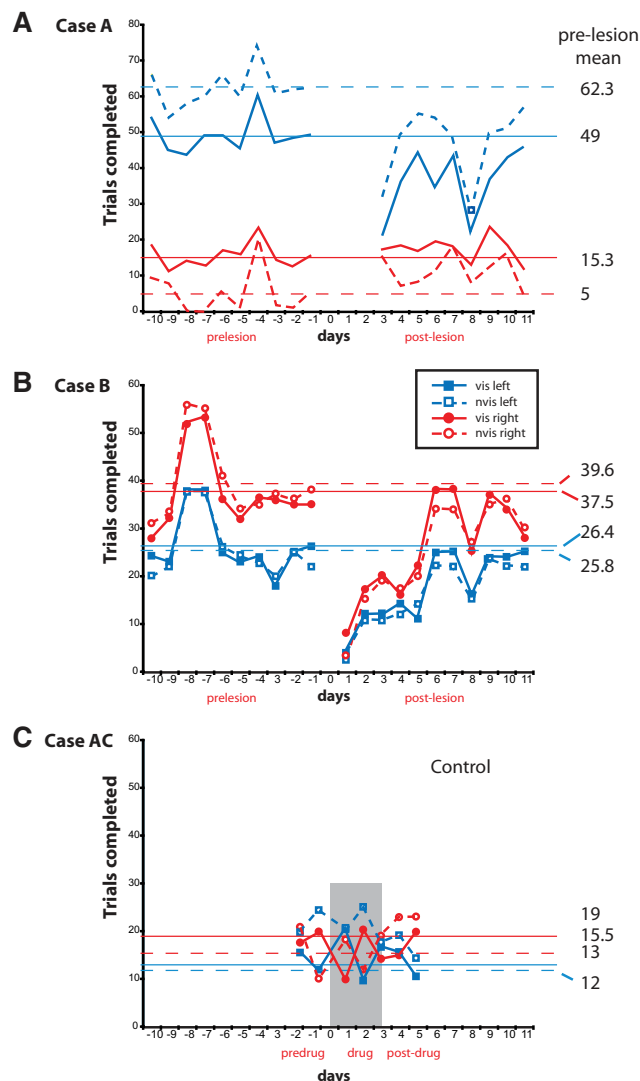 A Case A
pre-lesion
mean
Trials completed
80
70
60
50
40
30
20
10
0
62.3
49
15.3
5
-10 -9 -8 -7 -6 -5 -4 -3 -2 -1 0 1 2 3 4 5 6 7 8 9 10 11
prelesion days post-lesion
B Case B
vis left
nvis left
vis right
nvis right
Trials completed
60
50
40
30
20
10
0
39.6
37.5
26.4
25.8
-10 -9 -8 -7 -6 -5 -4 -3 -2 -1 0 1 2 3 4 5 6 7 8 9 10 11
prelesion days post-lesion
C Case AC
Control
Trials completed
60
50
40
30
20
10
0
19
15.5
13
12
-10 -9 -8 -7 -6 -5 -4 -3 -2 -1 0 1 2 3 4 5 6 7 8 9 10 11
predrug drug post-drug
days